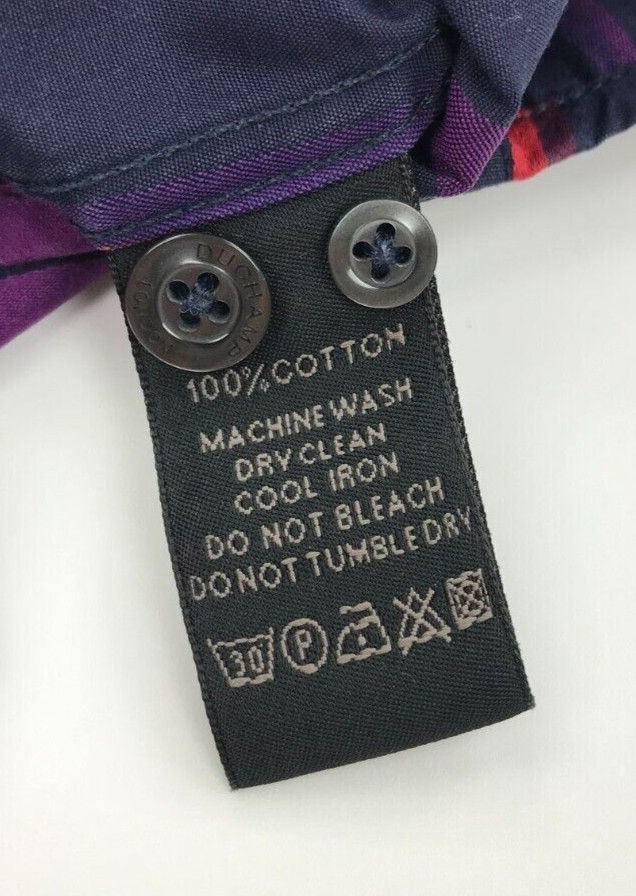 DUCHAMP
LONDON
100% COTTON
MACHINE WASH
DRY CLEAN
COOL IRON
DO NOT BLEACH
DO NOT TUMBLE DRY
30 P